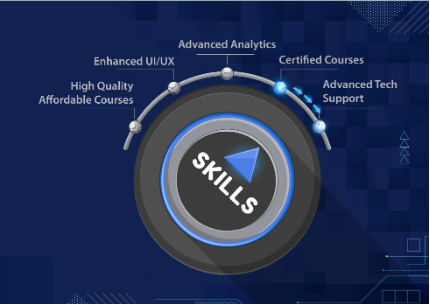 Advanced Analytics
Enhanced UI/UX
Certified Courses
High Quality
Affordable Courses
Advanced Tech
Support
SKILLS